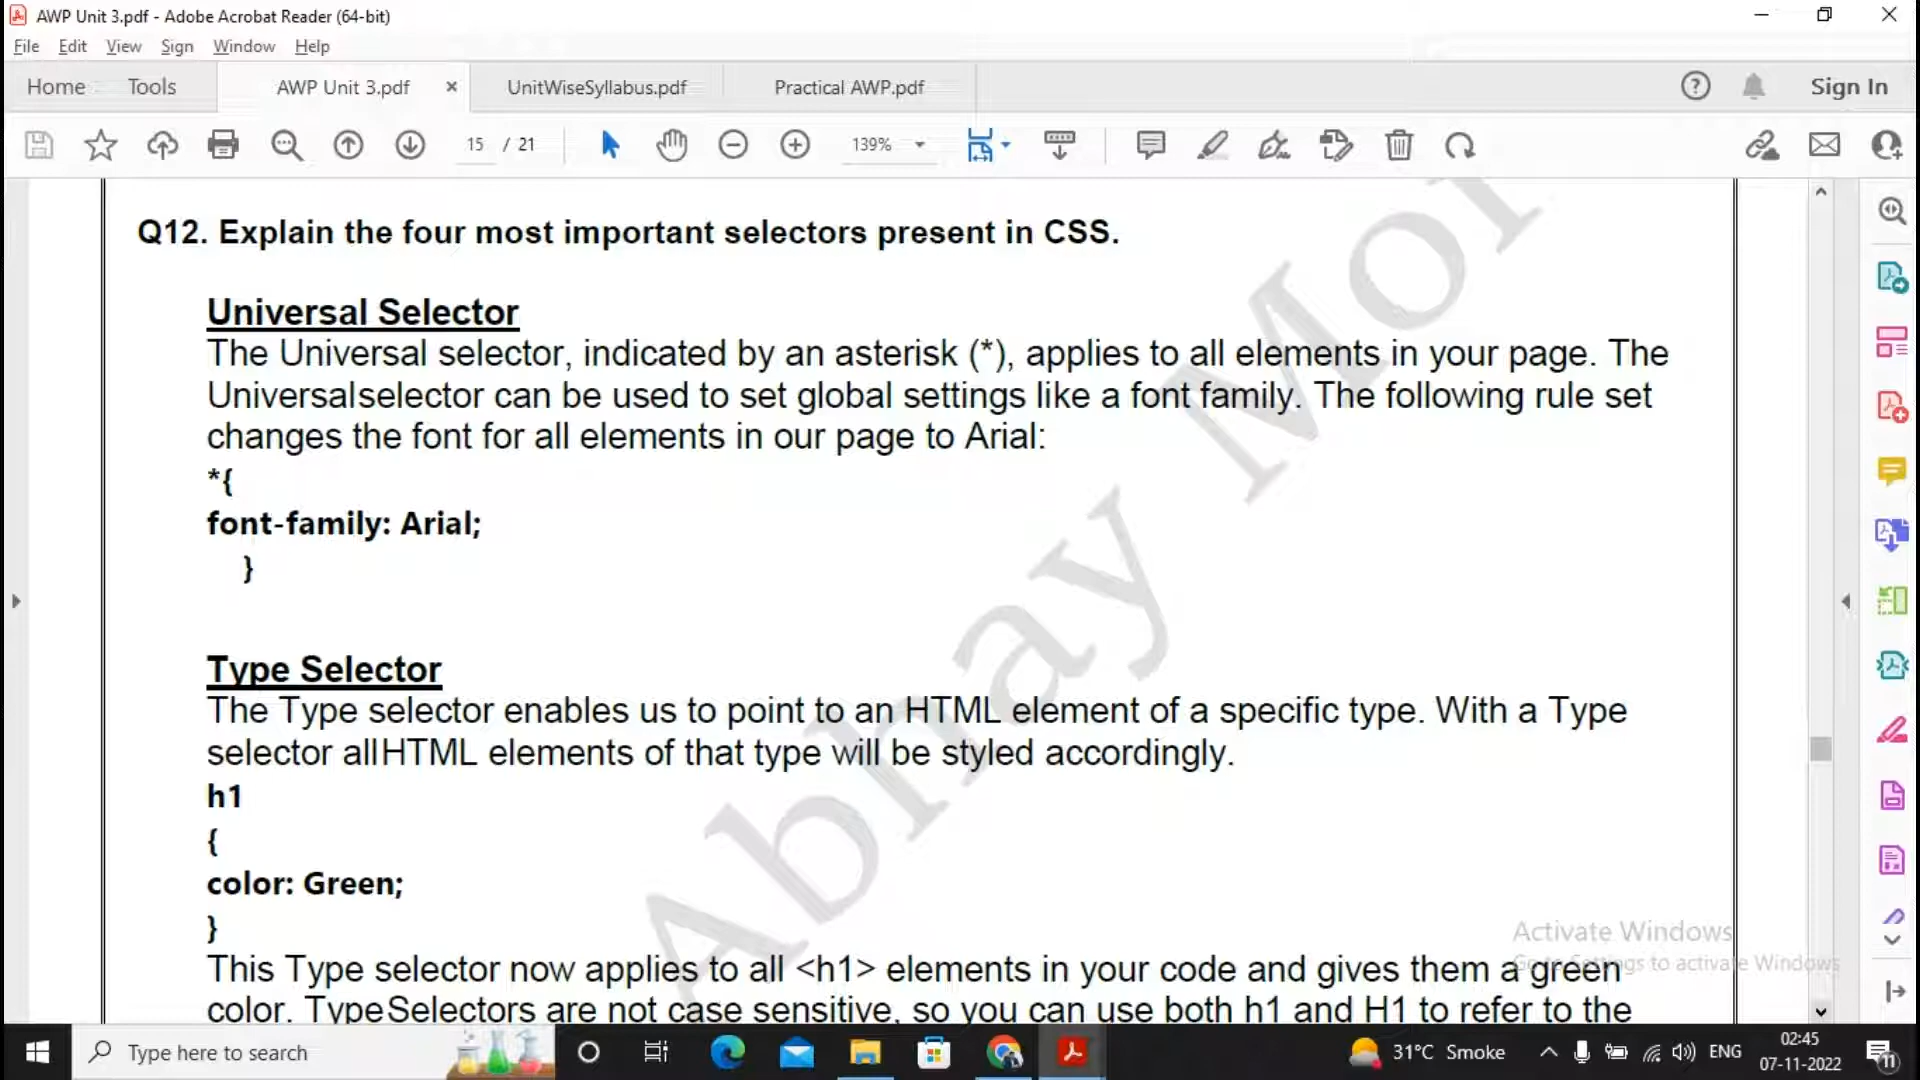 AWP Unit 3.pdf - Adobe Acrobat Reader (64-bit)
File Edit View Sign Window Help
Home Tools AWP Unit 3.pdf × UnitWiseSyllabus.pdf Practical AWP.pdf Sign In
15 / 21 139%
Q12. Explain the four most important selectors present in CSS.
Universal Selector
The Universal selector, indicated by an asterisk (*), applies to all elements in your page. The
Universalselector can be used to set global settings like a font family. The following rule set
changes the font for all elements in our page to Arial:
*{
font-family: Arial;
}
Type Selector
The Type selector enables us to point to an HTML element of a specific type. With a Type
selector allHTML elements of that type will be styled accordingly.
h1
{
color: Green;
}
This Type selector now applies to all <h1> elements in your code and gives them a green
color. TypeSelectors are not case sensitive, so you can use both h1 and H1 to refer to the
Abhay Mor
Activate Windows
Go to Settings to activate Windows
Type here to search
31°C Smoke ENG 02:45
07-11-2022
11